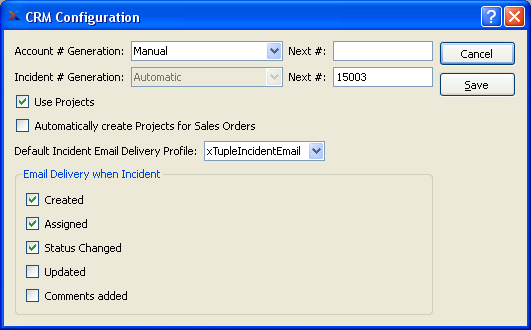 CRM Configuration
Account # Generation: Manual Next #: Cancel
Incident # Generation: Automatic Next #: 15003 Save
Use Projects
Automatically create Projects for Sales Orders
Default Incident Email Delivery Profile: xTupleIncidentEmail
Email Delivery when Incident
Created
Assigned
Status Changed
Updated
Comments added